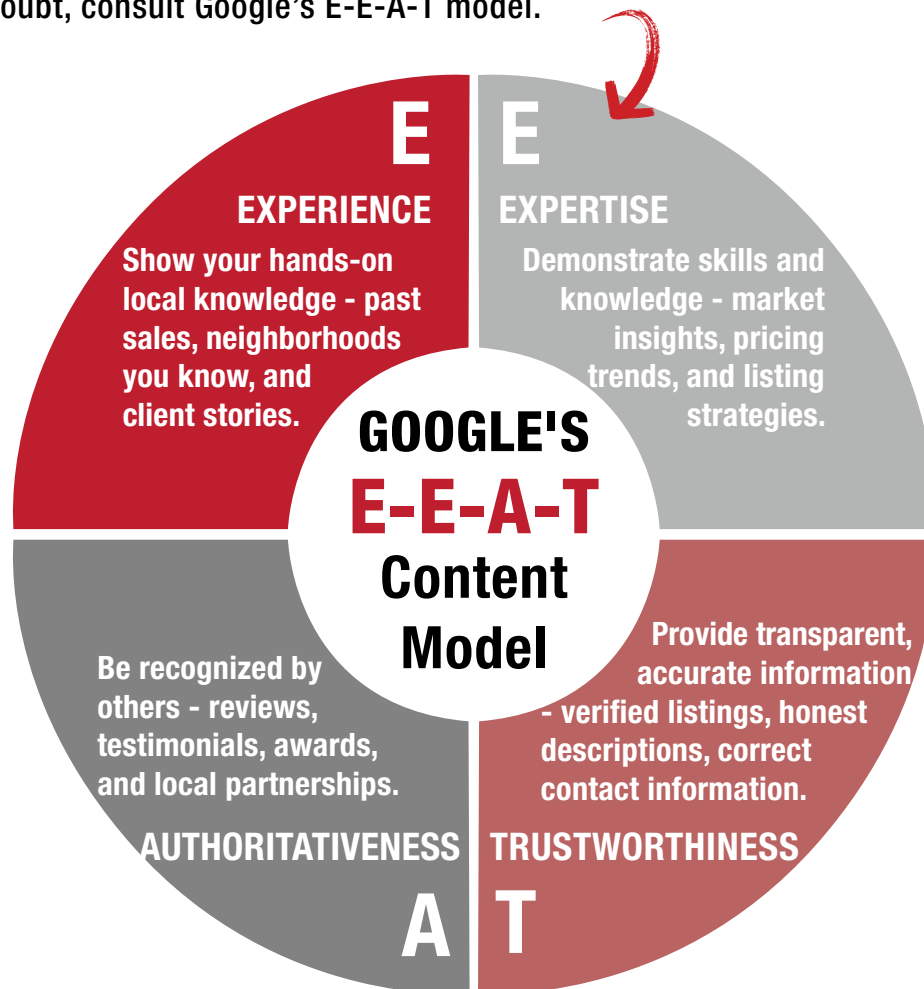 oubt, consult Google's E-E-A-T model.
E
EXPERIENCE
Show your hands-on
local knowledge - past
sales, neighborhoods
you know, and
client stories.
E
EXPERTISE
Demonstrate skills and
knowledge - market
insights, pricing
trends, and listing
strategies.
GOOGLE'S
E-E-A-T
Content
Model
Be recognized by
others - reviews,
testimonials, awards,
and local partnerships.
AUTHORITATIVENESS
A
Provide transparent,
accurate information
- verified listings, honest
descriptions, correct
contact information.
TRUSTWORTHINESS
T